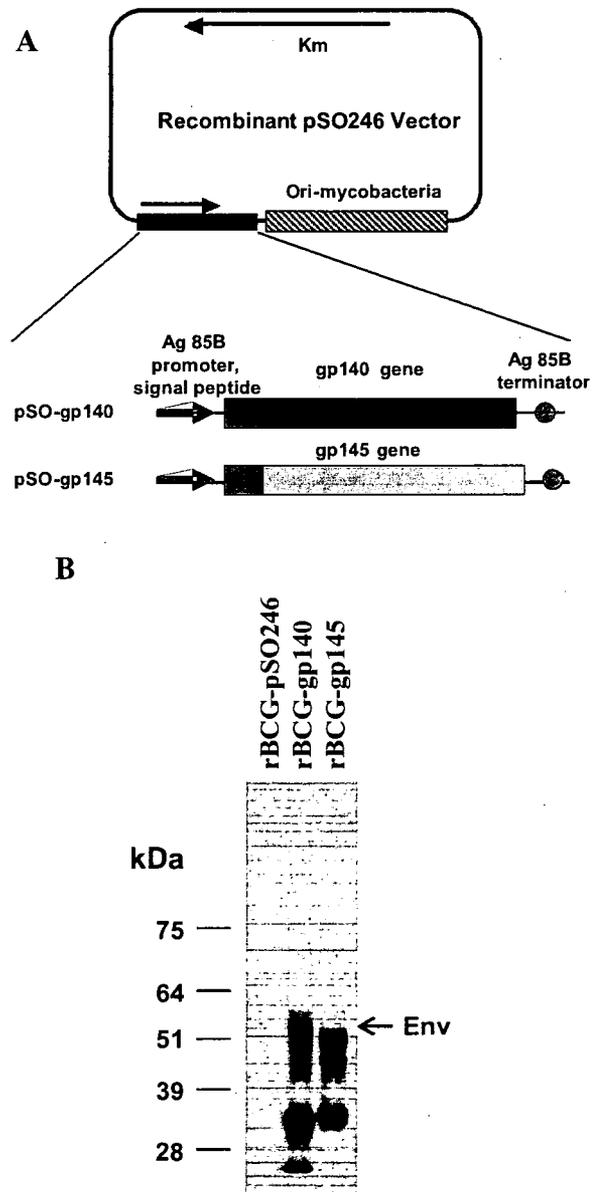 A
Km
Recombinant pSO246 Vector
Ori-mycobacteria
Ag 85B
promoter,
signal peptide
gp140 gene
Ag 85B
terminator
pSO-gp140
gp145 gene
pSO-gp145
B
rBCG-pSO246
rBCG-gp140
rBCG-gp145
kDa
75
64
Env
51
39
28